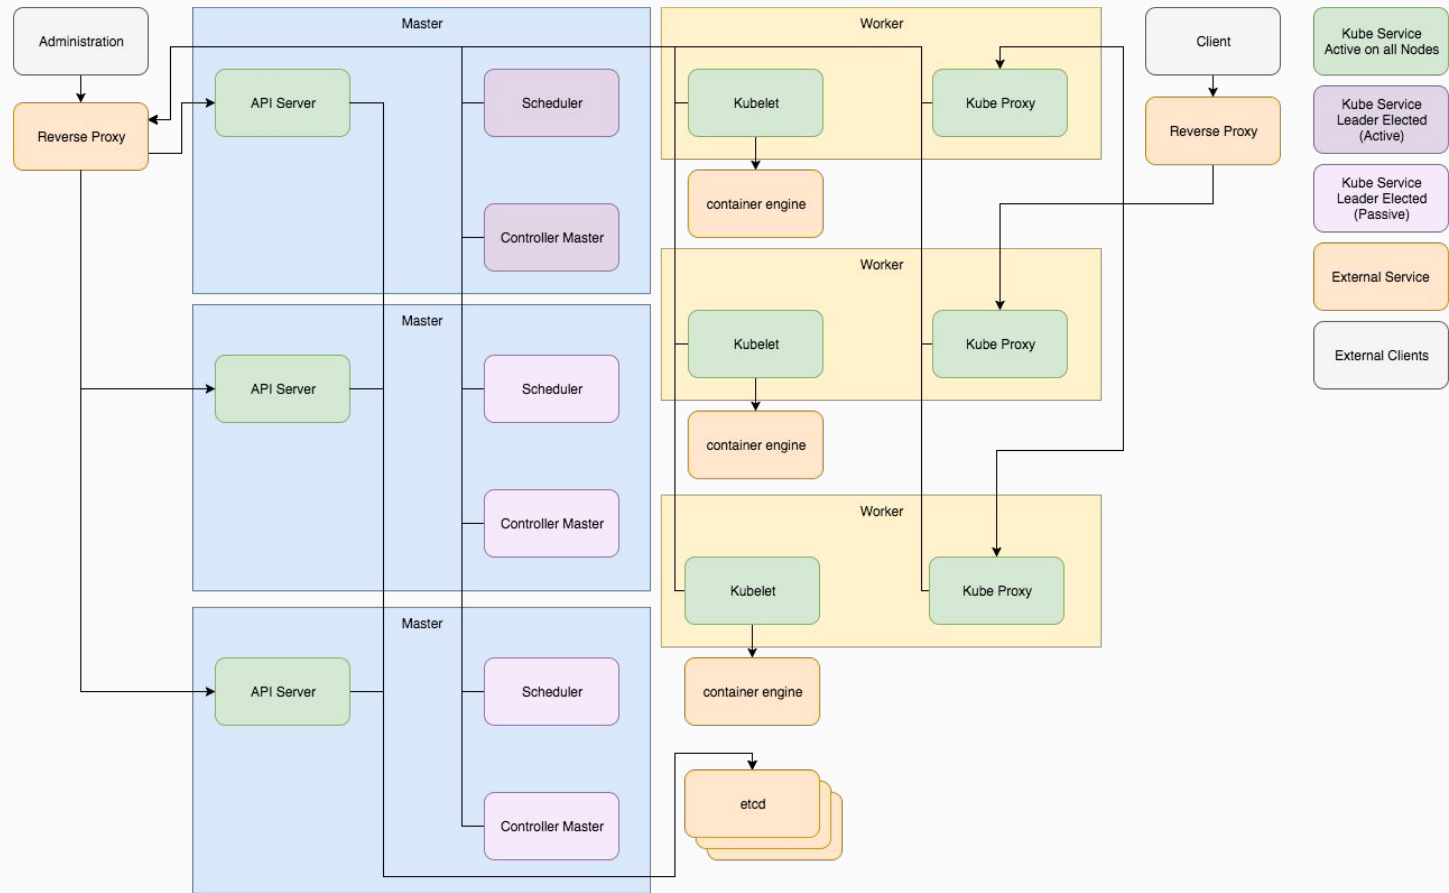 Administration
Reverse Proxy
Master
API Server
Scheduler
Controller Master
Master
API Server
Scheduler
Controller Master
Master
API Server
Scheduler
Controller Master
Worker
Kubelet
Kube Proxy
container engine
Worker
Kubelet
Kube Proxy
container engine
Worker
Kubelet
Kube Proxy
container engine
etcd
Client
Reverse Proxy
Kube Service
Active on all Nodes
Kube Service
Leader Elected
(Active)
Kube Service
Leader Elected
(Passive)
External Service
External Clients